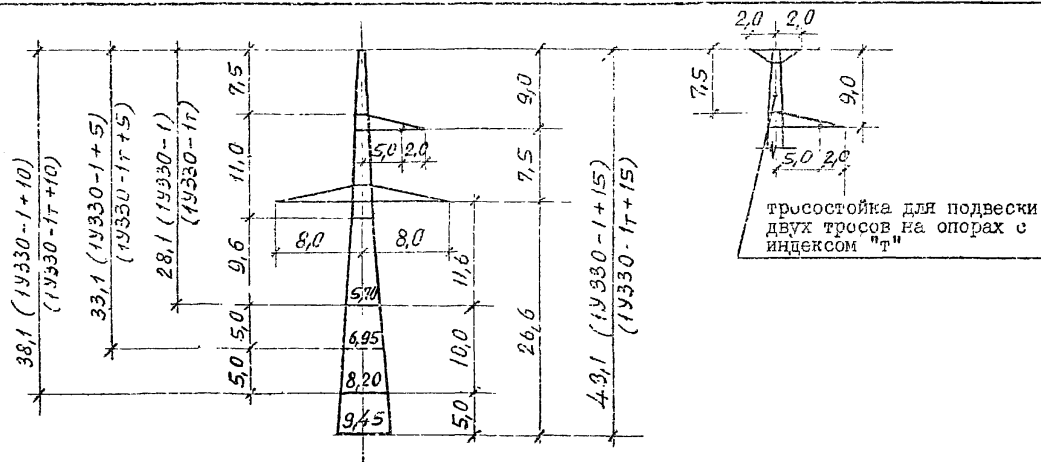 38,1 (1У330-1+10)
(1У330-1т+10)
33,1 (1У330-1+5)
(1У330-1т+5)
28,1 (1У330-1)
(1У330-1т)
7,5
11,0
9,6
5,0
5,0
5,0
2,0
8,0
8,0
5,70
6,95
8,20
9,45
11,6
10,0
5,0
9,0
7,5
26,6
43,1 (1У330-1+15)
(1У330-1т+15)
2,0
2,0
7,5
9,0
5,0
2,0
тросостойка для подвески
двух тросов на опорах с
индексом "т"